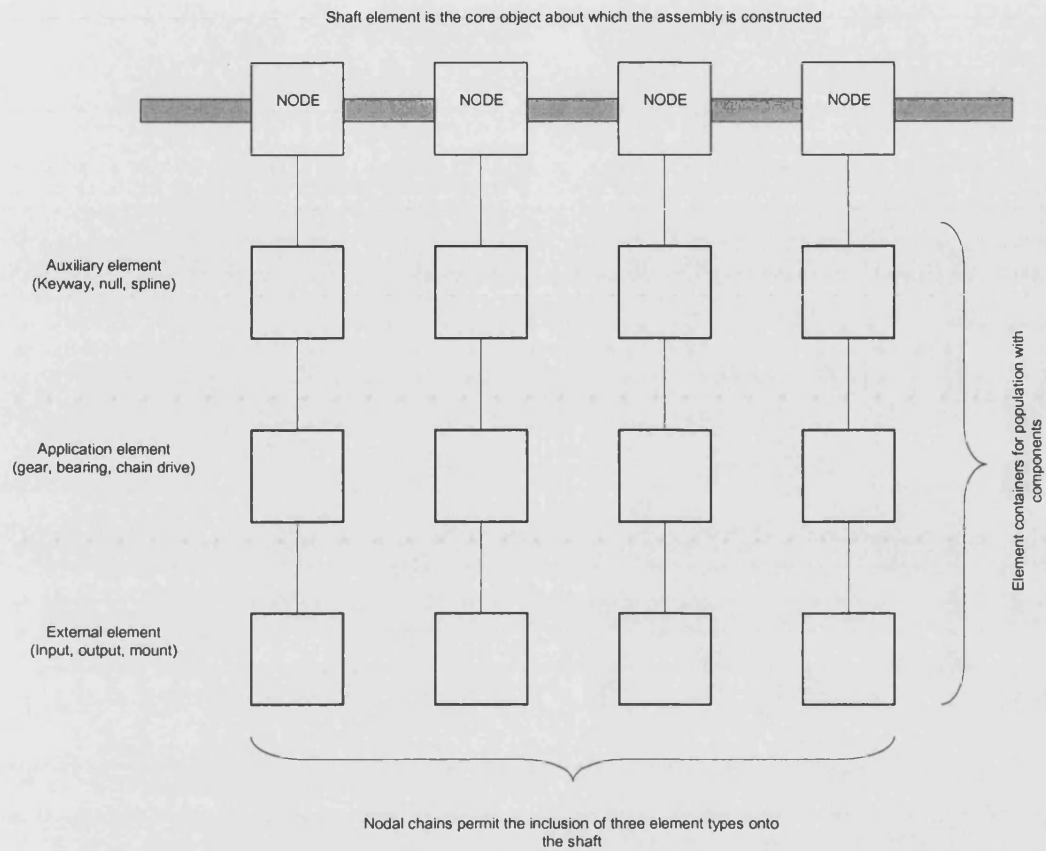 Shaft element is the core object about which the assembly is constructed
NODE
NODE
NODE
NODE
Auxiliary element
(Keyway, null, spline)
Application element
(gear, bearing, chain drive)
External element
(Input, output, mount)
Element containers for population with
components
Nodal chains permit the inclusion of three element types onto
the shaft